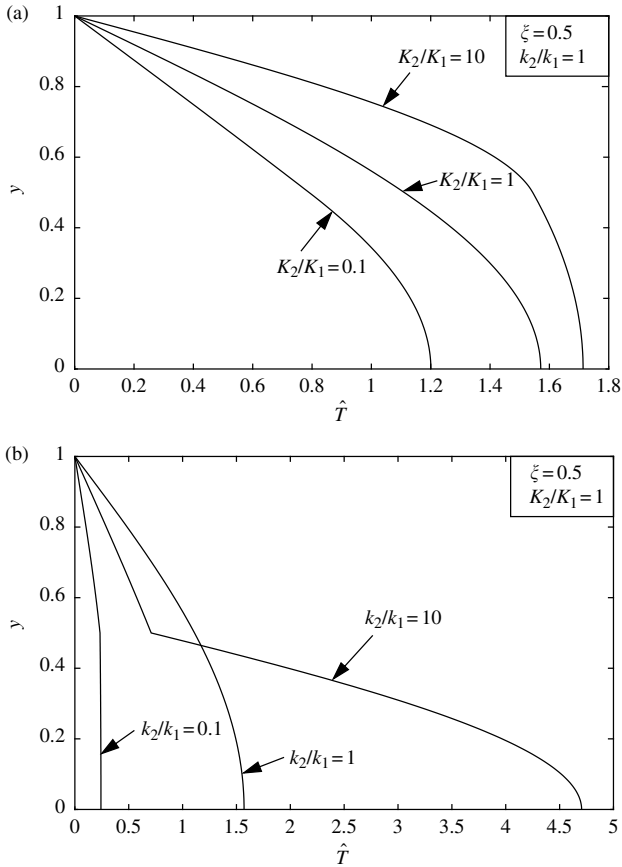 (a)
1
0.8
0.6
0.4
0.2
0
y
0 0.2 0.4 0.6 0.8 1 1.2 1.4 1.6 1.8
T̂
K₂/K₁=10
K₂/K₁=1
K₂/K₁=0.1
ξ=0.5
k₂/k₁=1
(b)
1
0.8
0.6
0.4
0.2
0
y
0 0.5 1 1.5 2 2.5 3 3.5 4 4.5 5
T̂
ξ=0.5
K₂/K₁=1
k₂/k₁=10
k₂/k₁=0.1
k₂/k₁=1